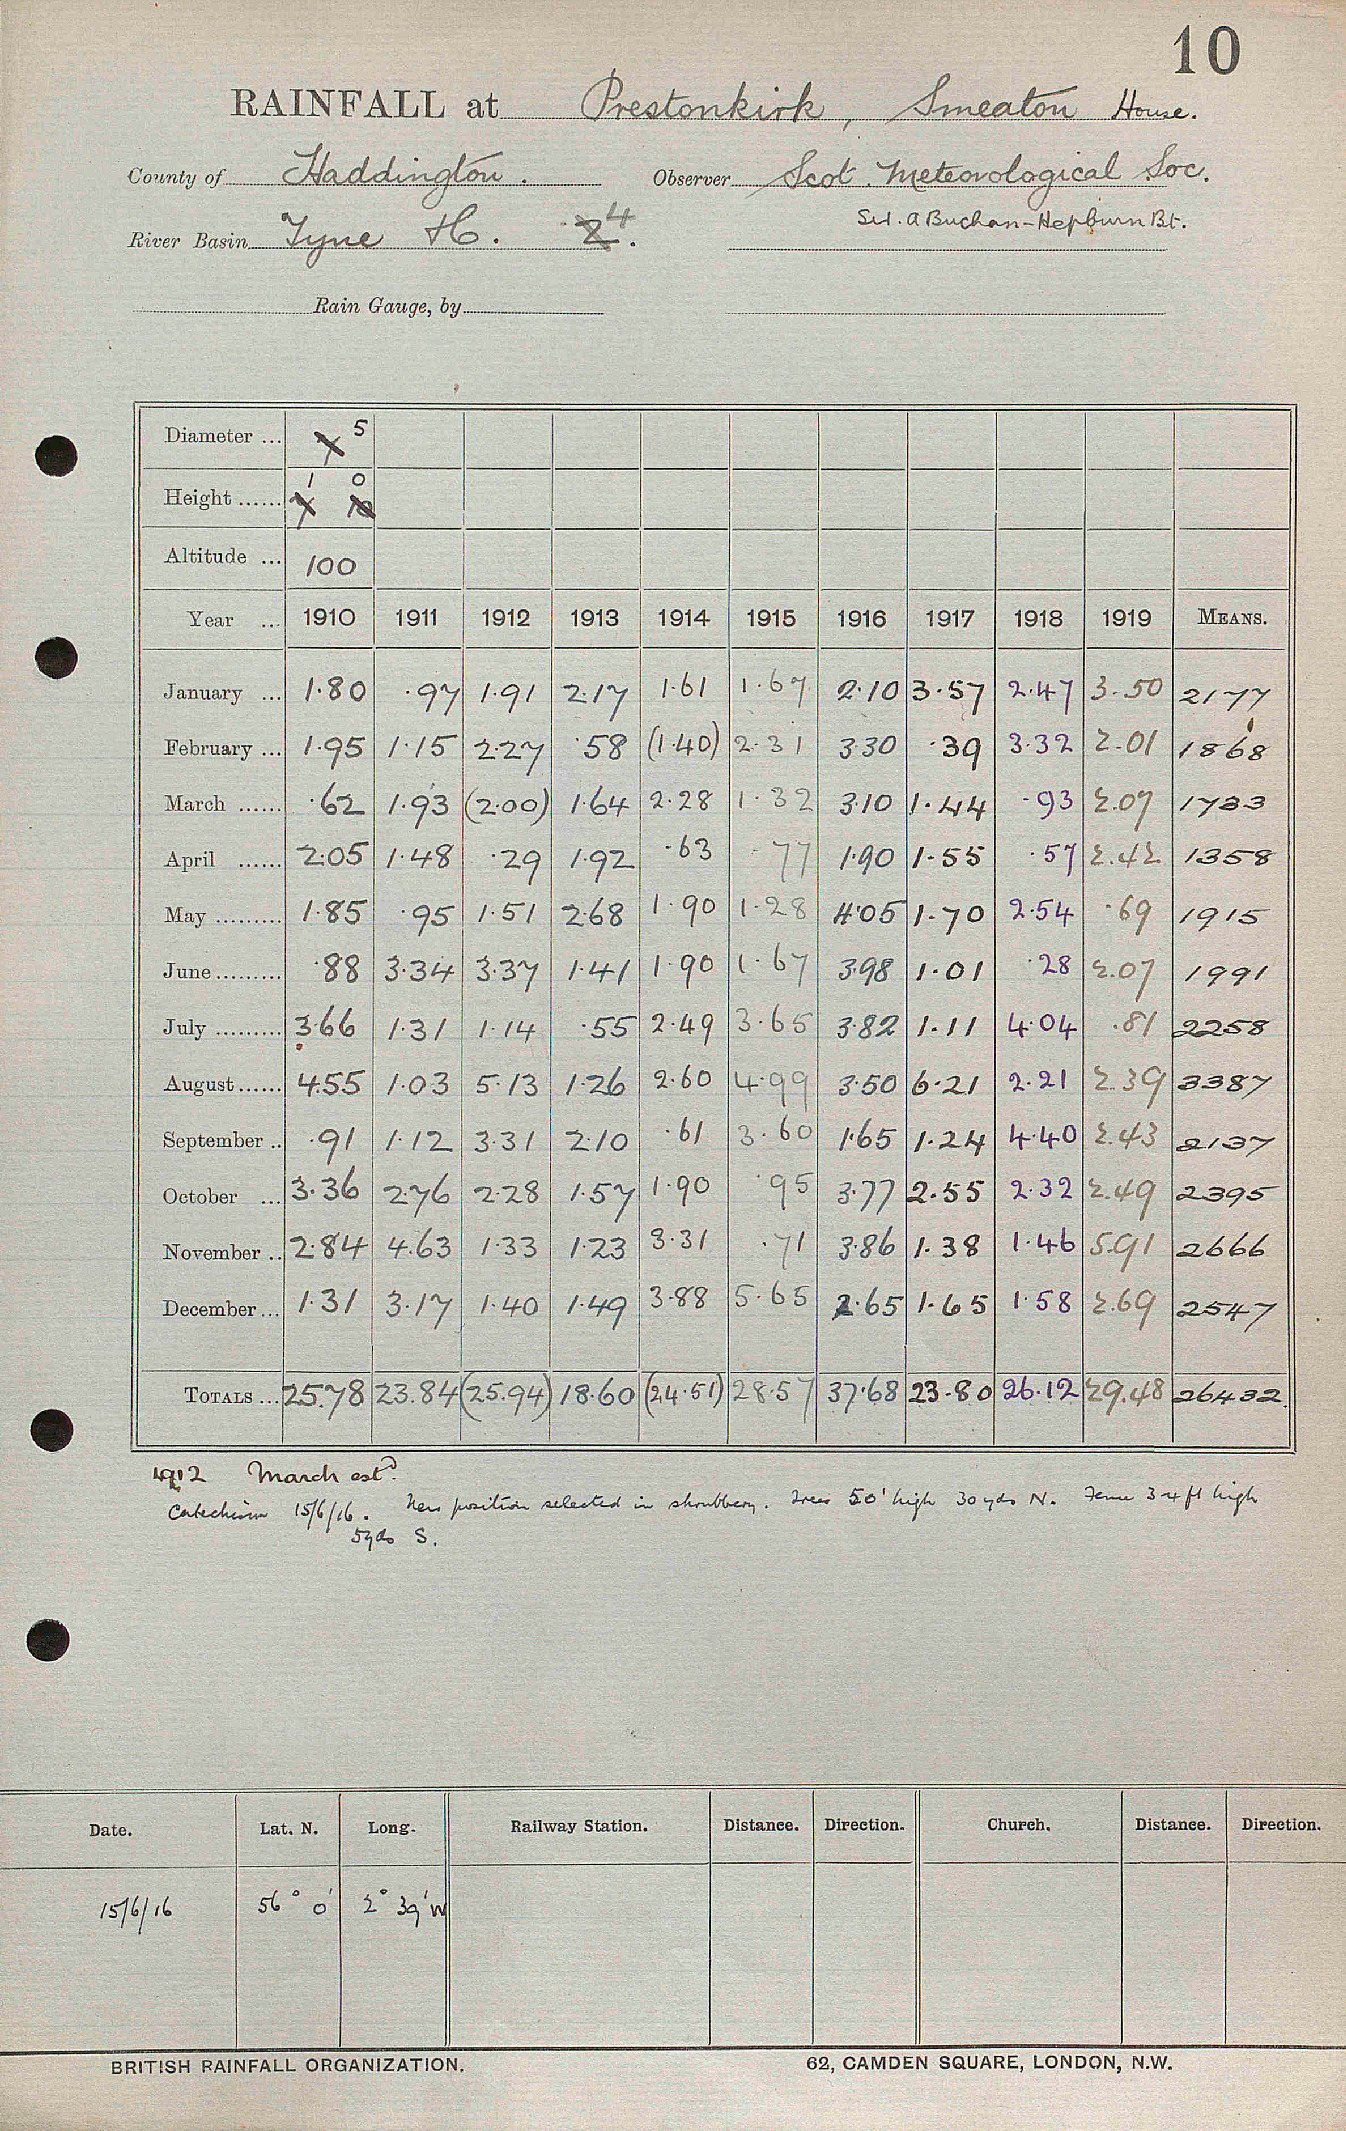 10
RAINFALL at Prestonkirk, Smeaton House.
County of Haddington. Observer Scot. Meteorological Soc.
Sir. A Buchan-Hepburn Bt.
River Basin Tyne H. 2 4.
Rain Gauge, by
Diameter ... 5
Height ...... 1 0
Altitude ... 100
Year ... 1910 1911 1912 1913 1914 1915 1916 1917 1918 1919 MEANS.
January ... 1.80 .97 1.91 2.17 1.61 1.67 2.10 3.57 2.47 3.50 2177
February ... 1.95 1.15 2.27 .58 (1.40) 2.31 3.30 .39 3.32 2.01 1868
March ...... .62 1.93 (2.00) 1.64 2.28 1.32 3.10 1.44 .93 2.07 1733
April ...... 2.05 1.48 .29 1.92 .63 .77 1.90 1.55 .57 2.42 1358
May ......... 1.85 .95 1.51 2.68 1.90 1.28 4.05 1.70 2.54 .69 1915
June ......... .88 3.34 3.37 1.41 1.90 1.67 3.98 1.01 .28 2.07 1991
July ......... 3.66 1.31 1.14 .55 2.49 3.65 3.82 1.11 4.04 .81 2258
August ...... 4.55 1.03 5.13 1.26 2.60 4.99 3.50 6.21 2.21 2.39 3387
September .. .91 1.12 3.31 2.10 .61 3.60 1.65 1.24 4.40 2.43 2137
October ... 3.36 2.76 2.28 1.57 1.90 .95 3.77 2.55 2.32 2.49 2395
November .. 2.84 4.63 1.33 1.23 3.31 .71 3.86 1.38 1.46 5.91 2666
December ... 1.31 3.17 1.40 1.49 3.88 5.65 2.65 1.65 1.58 2.69 2547
TOTALS ... 25.78 23.84 (25.94) 18.60 (24.51) 28.57 37.68 23.80 26.12 29.48 26432
1912 March estd.
Catechism 15/6/16. New position selected in shrubbery. Trees 50' high 30 yds N. Fence 3 ft high
5 yds S.
Date. Lat. N. Long. Railway Station. Distance. Direction. Church. Distance. Direction.
15/6/16 56° 0' 2° 39' W
BRITISH RAINFALL ORGANIZATION. 62, CAMDEN SQUARE, LONDON, N.W.